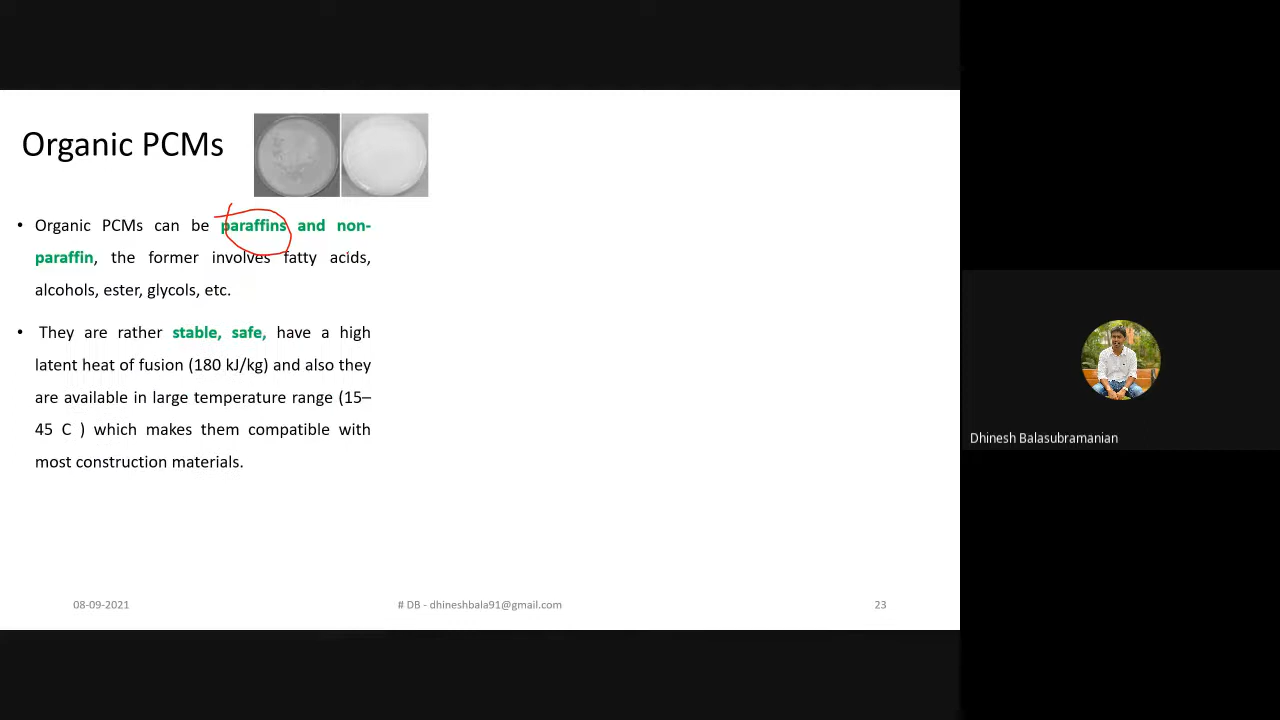 Organic PCMs
• Organic PCMs can be paraffins and non-
paraffin, the former involves fatty acids,
alcohols, ester, glycols, etc.
• They are rather stable, safe, have a high
latent heat of fusion (180 kJ/kg) and also they
are available in large temperature range (15–
45 C ) which makes them compatible with
most construction materials.
08-09-2021
# DB - dhineshbala91@gmail.com
23
Dhinesh Balasubramanian